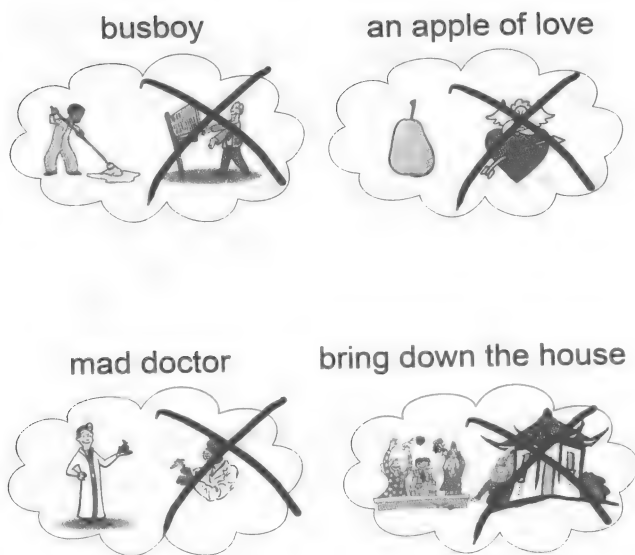 busboy
an apple of love
mad doctor
bring down the house